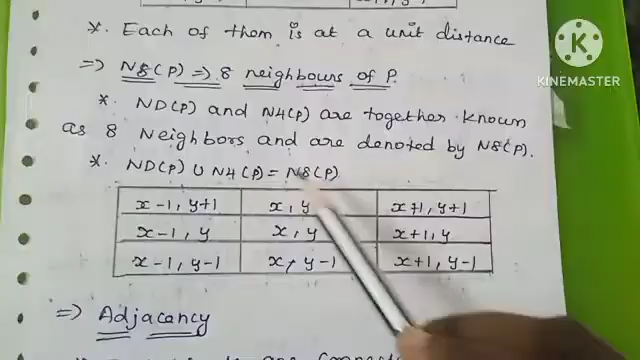 *. Each of them is at a unit distance
=> N8(P) => 8 neighbours of P.
*. ND(P) and N4(P) are together known
as 8 Neighbors and are denoted by N8(P).
*. ND(P) U N4(P) = N8(P)
x-1, y+1 x, y x+1, y+1
x-1, y x, y x+1, y
x-1, y-1 x, y-1 x+1, y-1
=> Adjacency
KINEMASTER